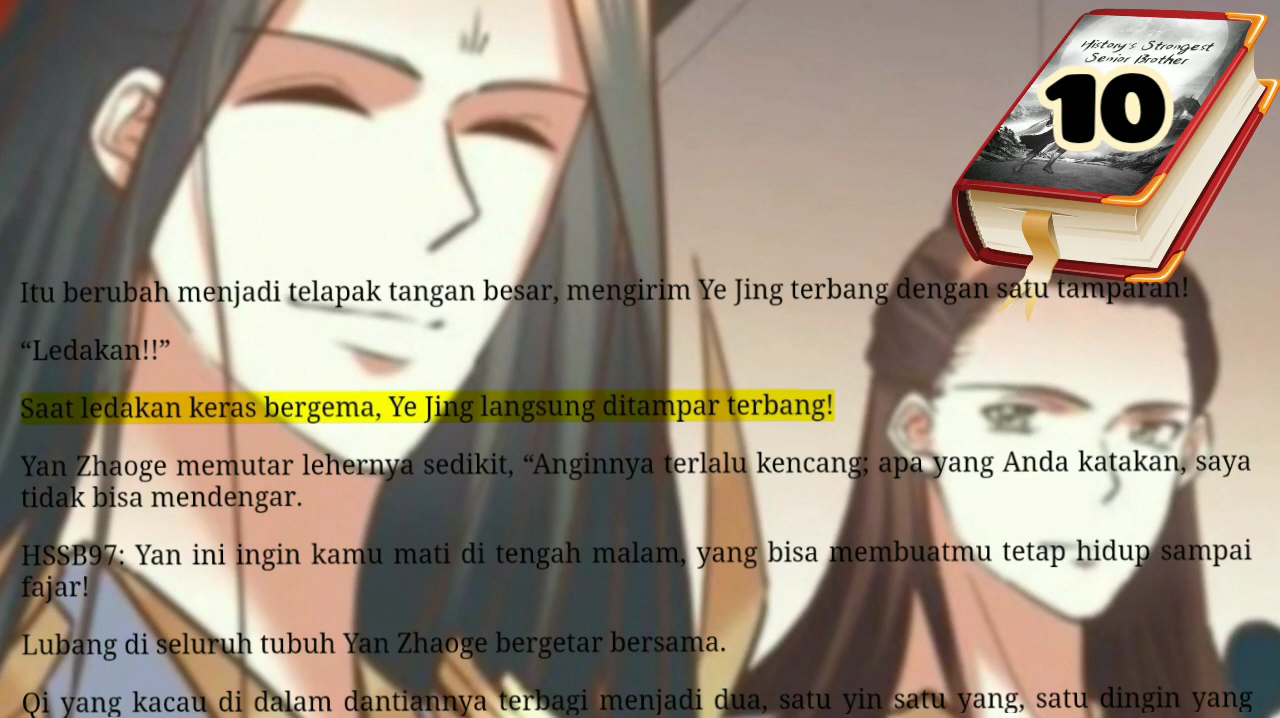 History's Strongest
Senior Brother
10
Itu berubah menjadi telapak tangan besar, mengirim Ye Jing terbang dengan satu tamparan!
“Ledakan!!”
Saat ledakan keras bergema, Ye Jing langsung ditampar terbang!
Yan Zhaoge memutar lehernya sedikit, “Anginnya terlalu kencang; apa yang Anda katakan, saya
tidak bisa mendengar.
HSSB97: Yan ini ingin kamu mati di tengah malam, yang bisa membuatmu tetap hidup sampai
fajar!
Lubang di seluruh tubuh Yan Zhaoge bergetar bersama.
Qi yang kacau di dalam dantiannya terbagi menjadi dua, satu yin satu yang, satu dingin yang